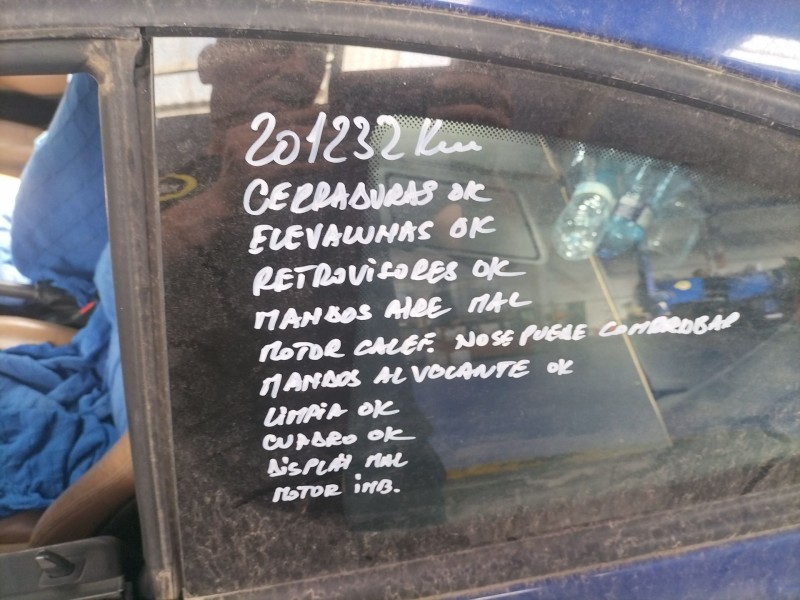 201232 Km
CERRADURAS OK
ELEVALUNAS OK
RETROVISORES OK
MANDOS AIRE MAL
MOTOR CALEF. NO SE PUEDE COMPROBAR
MANDOS AL VOLANTE OK
LIMPIA OK
CUADRO OK
DISPLAY MAL
MOTOR IMB.